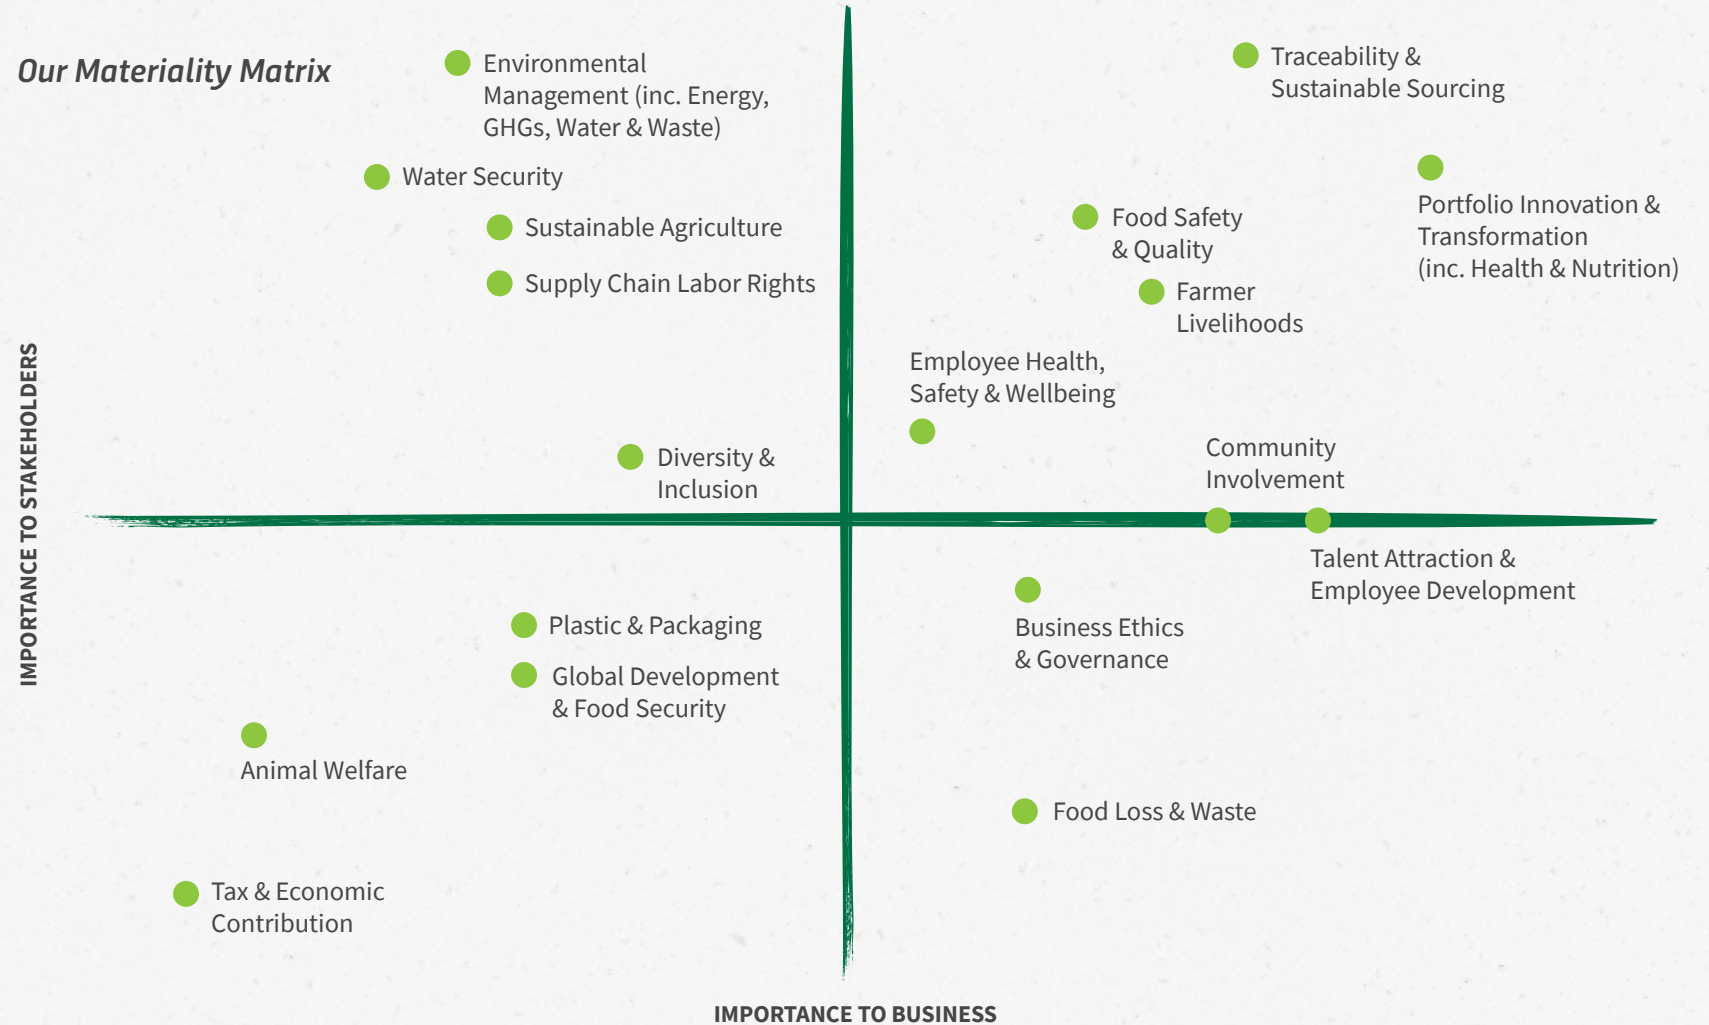 Our Materiality Matrix
Environmental
Management (inc. Energy,
GHGs, Water & Waste)
Water Security
Sustainable Agriculture
Supply Chain Labor Rights
Diversity &
Inclusion
Traceability &
Sustainable Sourcing
Portfolio Innovation &
Transformation
(inc. Health & Nutrition)
Food Safety
& Quality
Farmer
Livelihoods
Employee Health,
Safety & Wellbeing
Community
Involvement
Talent Attraction &
Employee Development
Business Ethics
& Governance
Food Loss & Waste
Plastic & Packaging
Global Development
& Food Security
Animal Welfare
Tax & Economic
Contribution
IMPORTANCE TO STAKEHOLDERS
IMPORTANCE TO BUSINESS